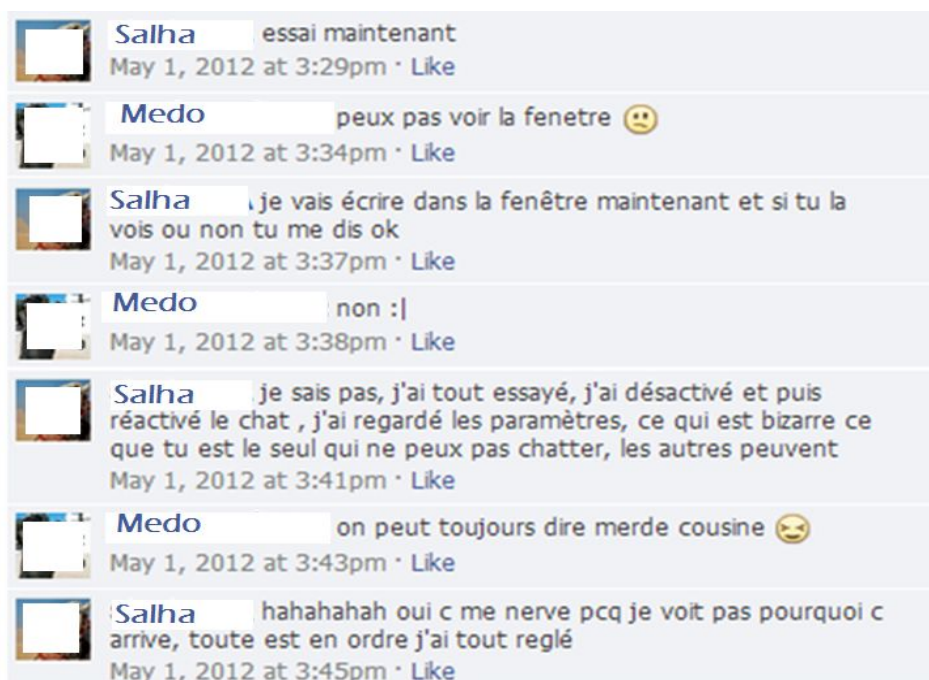 Salha essai maintenant
May 1, 2012 at 3:29pm · Like
Medo peux pas voir la fenetre
May 1, 2012 at 3:34pm · Like
Salha je vais écrire dans la fenêtre maintenant et si tu la
vois ou non tu me dis ok
May 1, 2012 at 3:37pm · Like
Medo non :|
May 1, 2012 at 3:38pm · Like
Salha je sais pas, j'ai tout essayé, j'ai désactivé et puis
réactivé le chat , j'ai regardé les paramètres, ce qui est bizarre ce
que tu est le seul qui ne peux pas chatter, les autres peuvent
May 1, 2012 at 3:41pm · Like
Medo on peut toujours dire merde cousine
May 1, 2012 at 3:43pm · Like
Salha hahahahah oui c me nerve pcq je voit pas pourquoi c
arrive, toute est en ordre j'ai tout reglé
May 1, 2012 at 3:45pm · Like